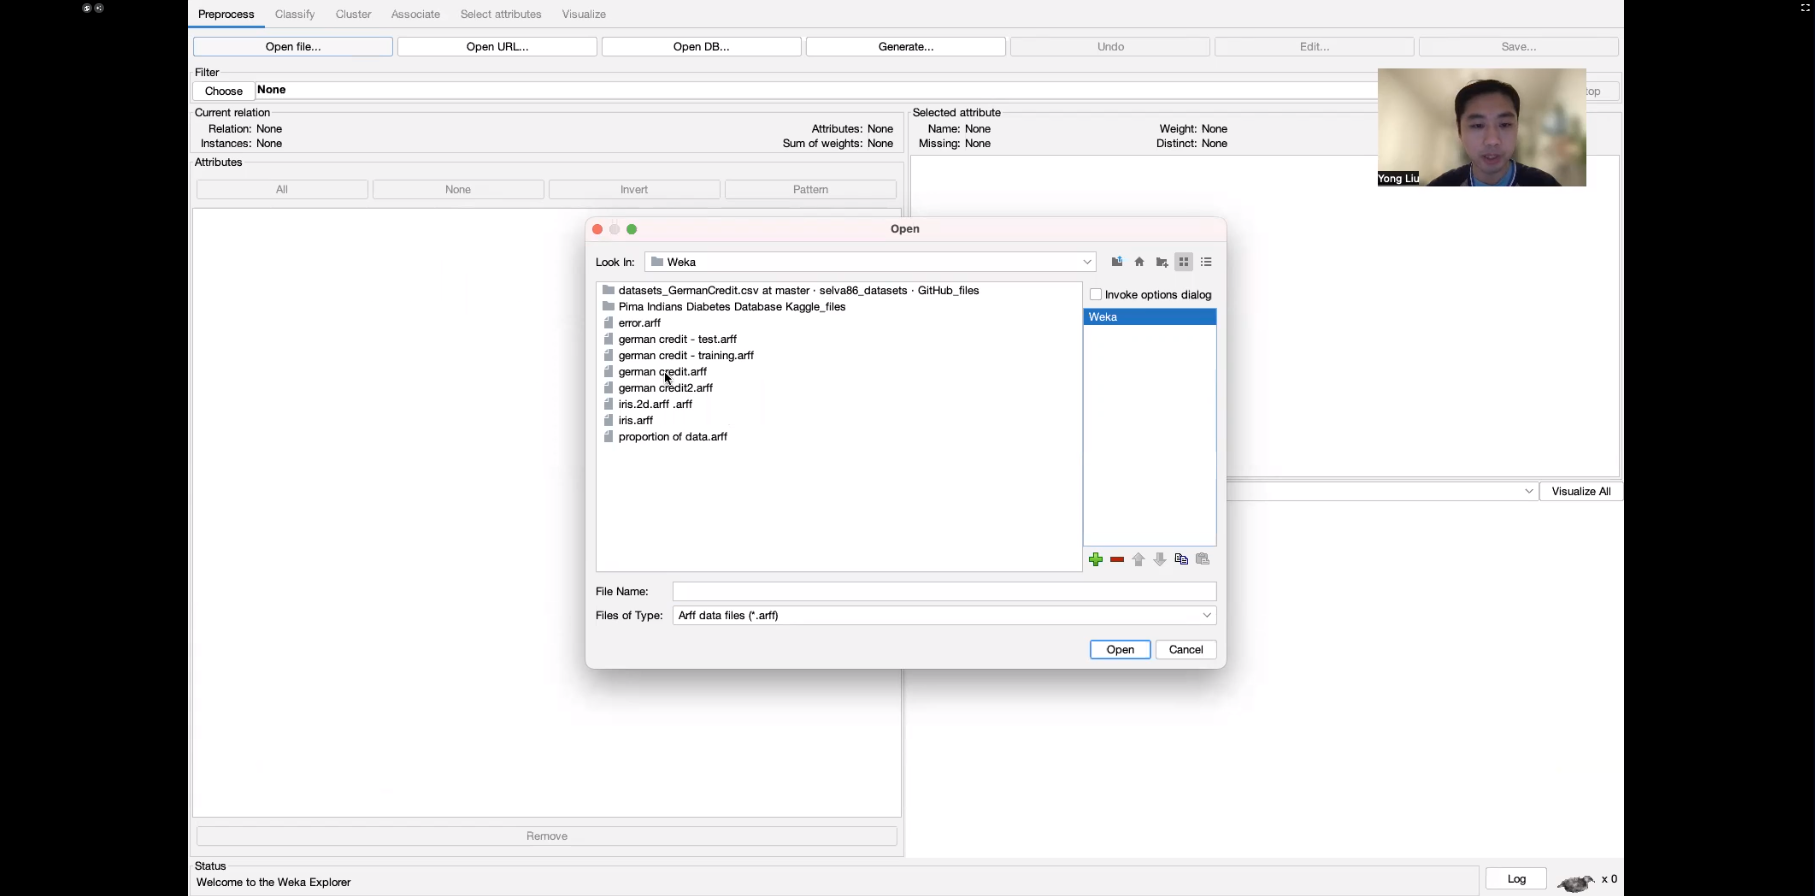 Preprocess Classify Cluster Associate Select attributes Visualize
Open file... Open URL... Open DB... Generate... Undo Edit... Save...
Filter
Choose None
Current relation
Relation: None Attributes: None
Instances: None Sum of weights: None
Selected attribute
Name: None Weight: None
Missing: None Distinct: None
Yong Liu
Attributes
All None Invert Pattern
Open
Look In: Weka
datasets_GermanCredit.csv at master · selva86_datasets · GitHub_files
Pima Indians Diabetes Database Kaggle_files
error.arff
german credit - test.arff
german credit - training.arff
german credit.arff
german credit2.arff
iris.2d.arff .arff
iris.arff
proportion of data.arff
Invoke options dialog
Weka
File Name:
Files of Type: Arff data files (*.arff)
Open Cancel
Visualize All
Remove
Status
Welcome to the Weka Explorer
Log x 0